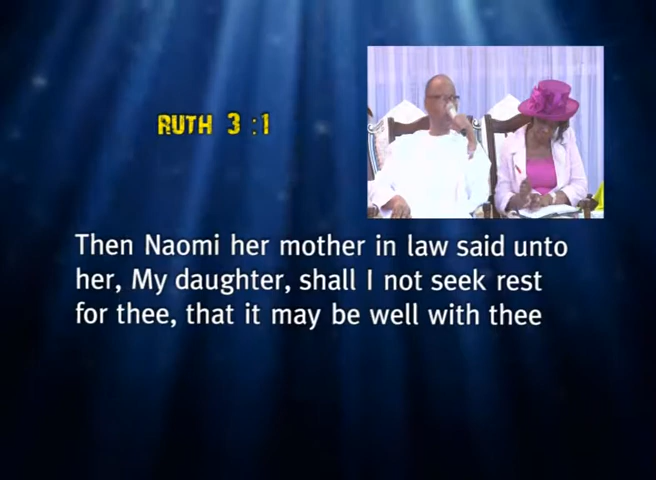 RUTH 3 :1
Then Naomi her mother in law said unto
her, My daughter, shall I not seek rest
for thee, that it may be well with thee